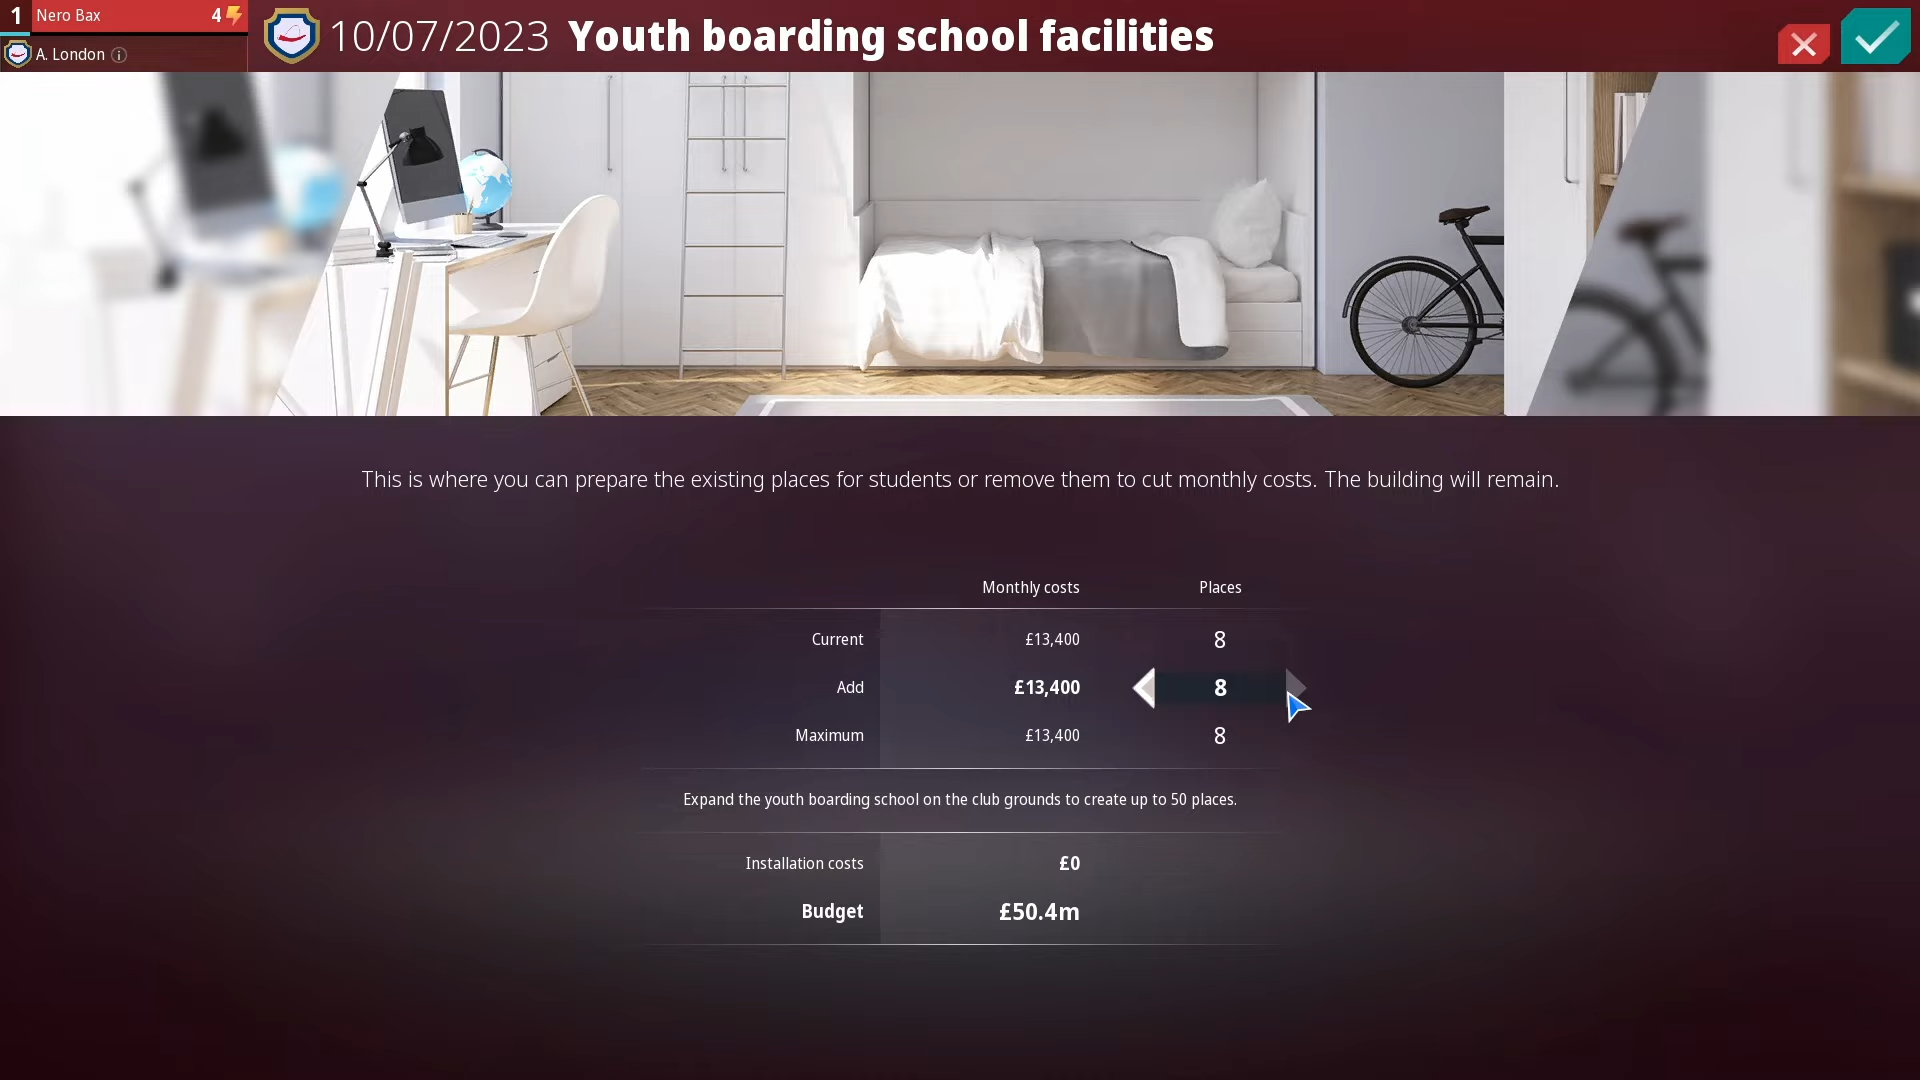 1 Nero Bax 4
A. London
10/07/2023 Youth boarding school facilities
This is where you can prepare the existing places for students or remove them to cut monthly costs. The building will remain.
Monthly costs Places
Current £13,400 8
Add £13,400 8
Maximum £13,400 8
Expand the youth boarding school on the club grounds to create up to 50 places.
Installation costs £0
Budget £50.4m